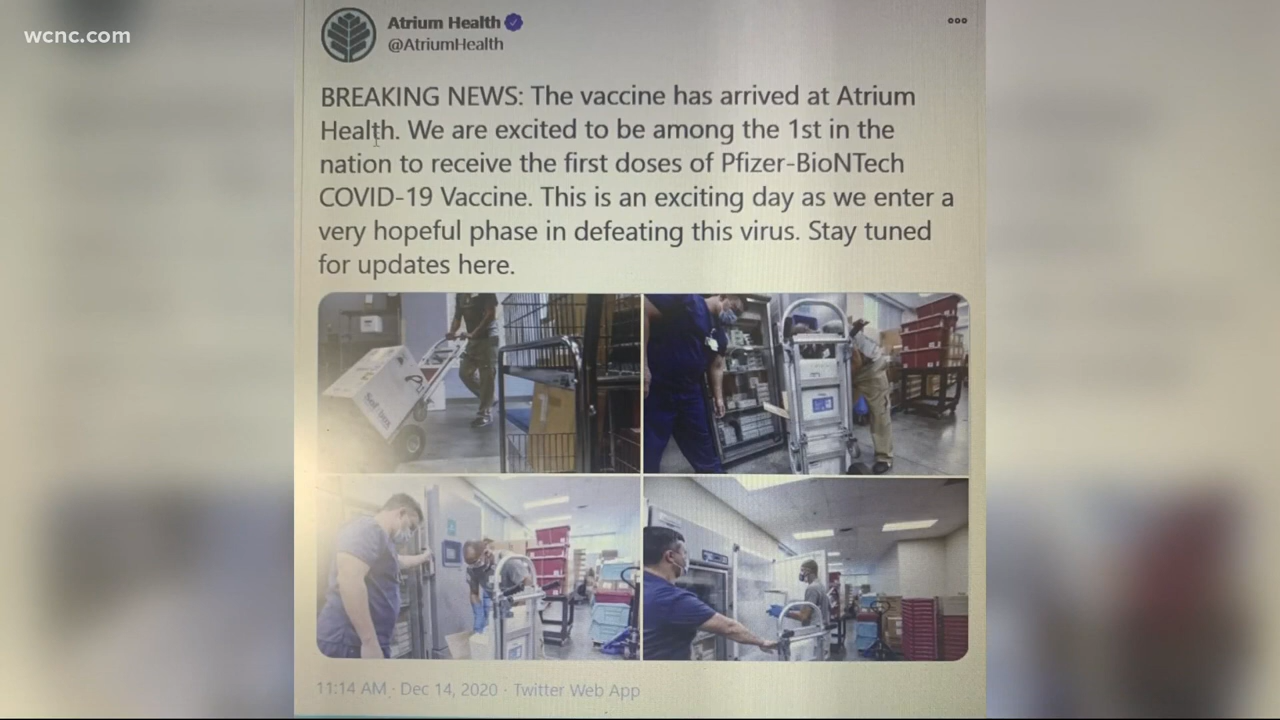 wcnc.com
Atrium Health
@AtriumHealth
BREAKING NEWS: The vaccine has arrived at Atrium
Health. We are excited to be among the 1st in the
nation to receive the first doses of Pfizer-BioNTech
COVID-19 Vaccine. This is an exciting day as we enter a
very hopeful phase in defeating this virus. Stay tuned
for updates here.
11:14 AM · Dec 14, 2020 · Twitter Web App